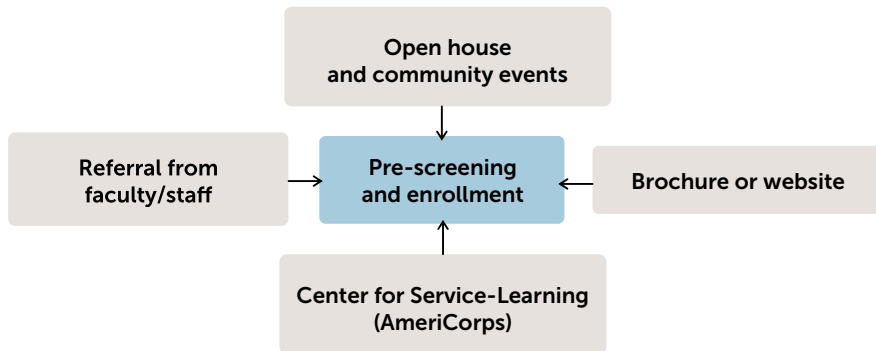 Open house
and community events
Referral from
faculty/staff
Pre-screening
and enrollment
Brochure or website
Center for Service-Learning
(AmeriCorps)